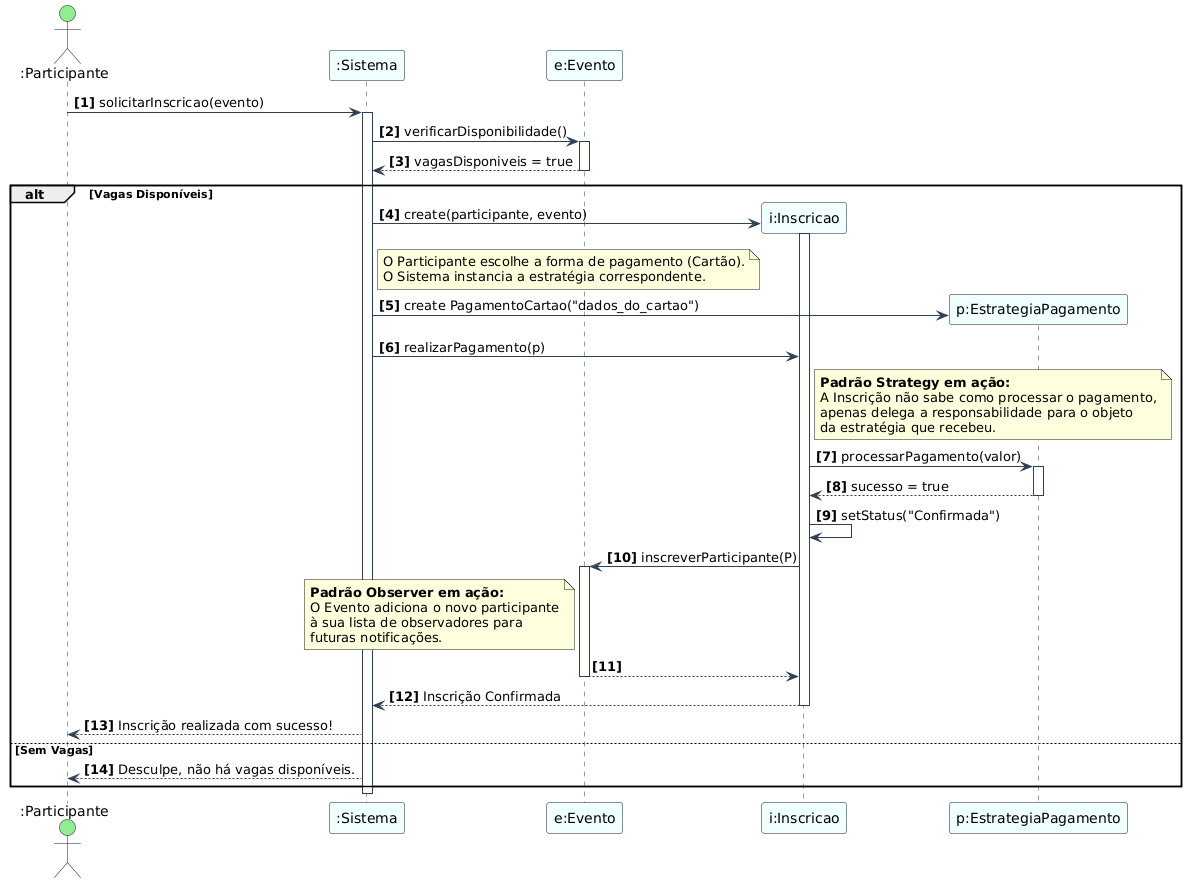 :Participante
:Sistema
e:Evento
[1] solicitarInscricao(evento)
[2] verificarDisponibilidade()
[3] vagasDisponiveis = true
alt
[Vagas Disponíveis]
[4] create(participante, evento)
i:Inscricao
O Participante escolhe a forma de pagamento (Cartão).
O Sistema instancia a estratégia correspondente.
[5] create PagamentoCartao("dados_do_cartao")
p:EstrategiaPagamento
[6] realizarPagamento(p)
Padrão Strategy em ação:
A Inscrição não sabe como processar o pagamento,
apenas delega a responsabilidade para o objeto
da estratégia que recebeu.
[7] processarPagamento(valor)
[8] sucesso = true
[9] setStatus("Confirmada")
[10] inscreverParticipante(P)
Padrão Observer em ação:
O Evento adiciona o novo participante
à sua lista de observadores para
futuras notificações.
[11]
[12] Inscrição Confirmada
[13] Inscrição realizada com sucesso!
[Sem Vagas]
[14] Desculpe, não há vagas disponíveis.
:Participante
:Sistema
e:Evento
i:Inscricao
p:EstrategiaPagamento